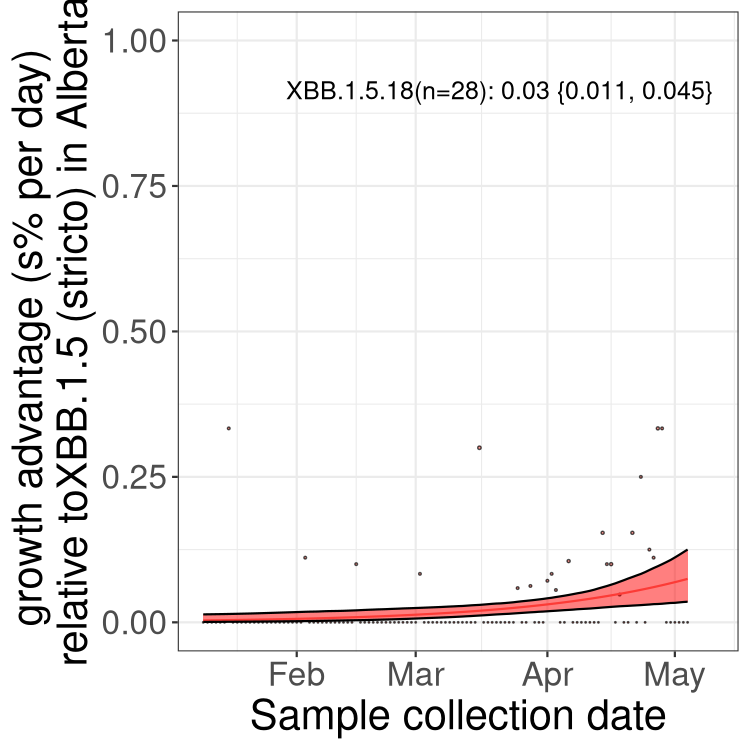 growth advantage (s% per day)
relative toXBB.1.5 (stricto) in Alberta
1.00
XBB.1.5.18(n=28): 0.03 {0.011, 0.045}
0.75
0.50
0.25
0.00
Feb Mar Apr May
Sample collection date